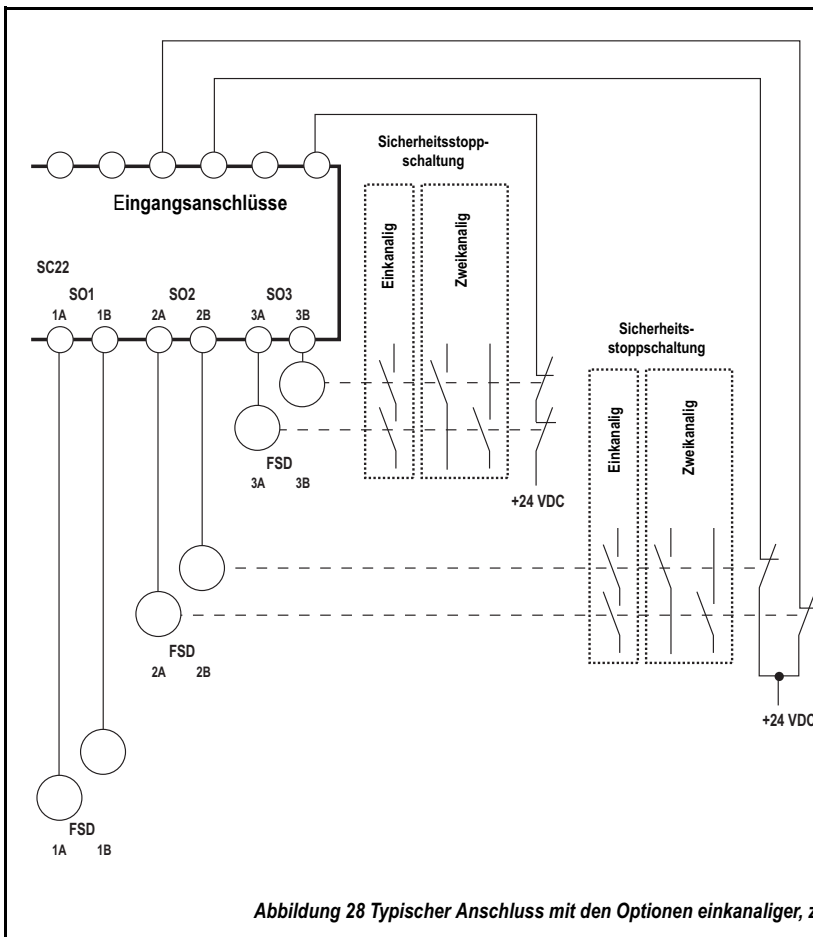 Sicherheitsstopp-
schaltung
Eingangsanschlüsse
Einkanalig
Zweikanalig
SC22
SO1 SO2 SO3
1A 1B 2A 2B 3A 3B
Sicherheits-
stoppschaltung
Einkanalig
Zweikanalig
FSD
3A 3B
+24 VDC
FSD
2A 2B
+24 VDC
FSD
1A 1B
Abbildung 28 Typischer Anschluss mit den Optionen einkanaliger, z